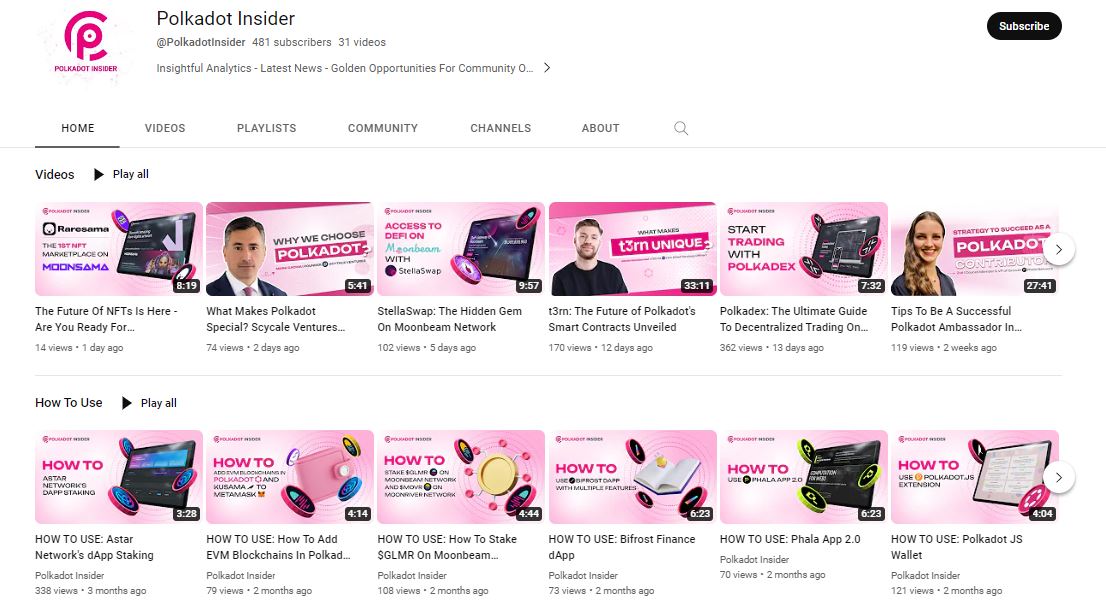 Polkadot Insider
@PolkadotInsider 481 subscribers 31 videos
Insightful Analytics - Latest News - Golden Opportunities For Community O...
POLKADOT INSIDER
Subscribe
HOME VIDEOS PLAYLISTS COMMUNITY CHANNELS ABOUT
Videos Play all
POLKADOT INSIDER
Raresama
THE 1ST NFT
MARKETPLACE ON
MOONSAMA
8:19
WHY WE CHOOSE
POLKADOT?
5:41
POLKADOT INSIDER
ACCESS TO
DEFI ON
Moonbeam
WITH
StellaSwap
9:57
WHAT MAKES
t3rn UNIQUE?
33:11
POLKADOT INSIDER
START
TRADING
WITH
POLKADEX
7:32
STRATEGY TO SUCCEED AS A
POLKADOT
CONTRIBUTOR
27:41
The Future Of NFTs Is Here -
Are You Ready For...
14 views • 1 day ago
What Makes Polkadot
Special? Scycale Ventures...
74 views • 2 days ago
StellaSwap: The Hidden Gem
On Moonbeam Network
102 views • 5 days ago
t3rn: The Future of Polkadot's
Smart Contracts Unveiled
170 views • 12 days ago
Polkadex: The Ultimate Guide
To Decentralized Trading On...
362 views • 13 days ago
Tips To Be A Successful
Polkadot Ambassador In...
119 views • 2 weeks ago
How To Use Play all
POLKADOT INSIDER
HOW TO
ASTAR
NETWORK'S
DAPP STAKING
3:28
POLKADOT INSIDER
HOW TO
ADD EVM BLOCKCHAINS IN
POLKADOT AND
KUSAMA TO
METAMASK
4:14
POLKADOT INSIDER
HOW TO
STAKE $GLMR ON
MOONBEAM NETWORK
AND $MOVR ON
MOONRIVER NETWORK
4:44
POLKADOT INSIDER
HOW TO
USE BIFROST DAPP
WITH MULTIPLE FEATURES
6:23
POLKADOT INSIDER
HOW TO
USE PHALA APP 2.0
6:23
POLKADOT INSIDER
HOW TO
USE POLKADOT.JS
EXTENSION
4:04
HOW TO USE: Astar
Network's dApp Staking
Polkadot Insider
338 views • 3 months ago
HOW TO USE: How To Add
EVM Blockchains In Polkad...
Polkadot Insider
79 views • 2 months ago
HOW TO USE: How To Stake
$GLMR On Moonbeam...
Polkadot Insider
108 views • 2 months ago
HOW TO USE: Bifrost Finance
dApp
Polkadot Insider
73 views • 2 months ago
HOW TO USE: Phala App 2.0
Polkadot Insider
70 views • 2 months ago
HOW TO USE: Polkadot JS
Wallet
Polkadot Insider
121 views • 2 months ago